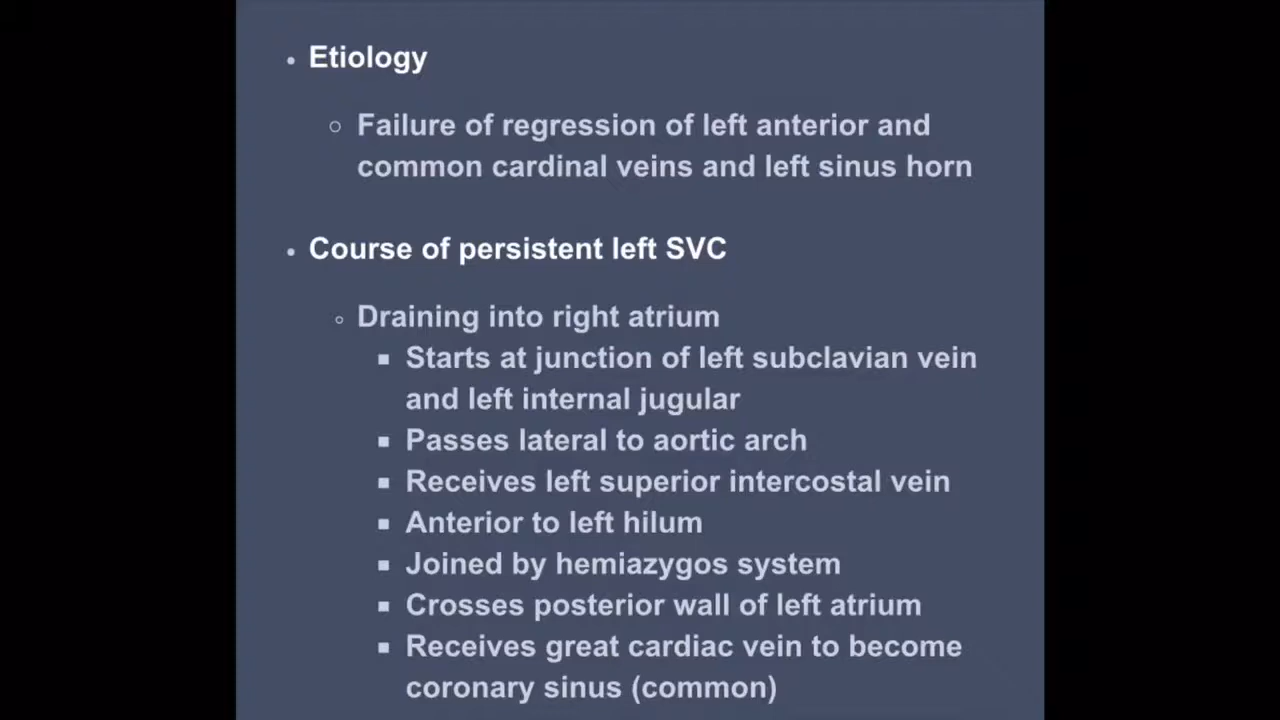 Etiology
Failure of regression of left anterior and
common cardinal veins and left sinus horn
Course of persistent left SVC
Draining into right atrium
Starts at junction of left subclavian vein
and left internal jugular
Passes lateral to aortic arch
Receives left superior intercostal vein
Anterior to left hilum
Joined by hemiazygos system
Crosses posterior wall of left atrium
Receives great cardiac vein to become
coronary sinus (common)